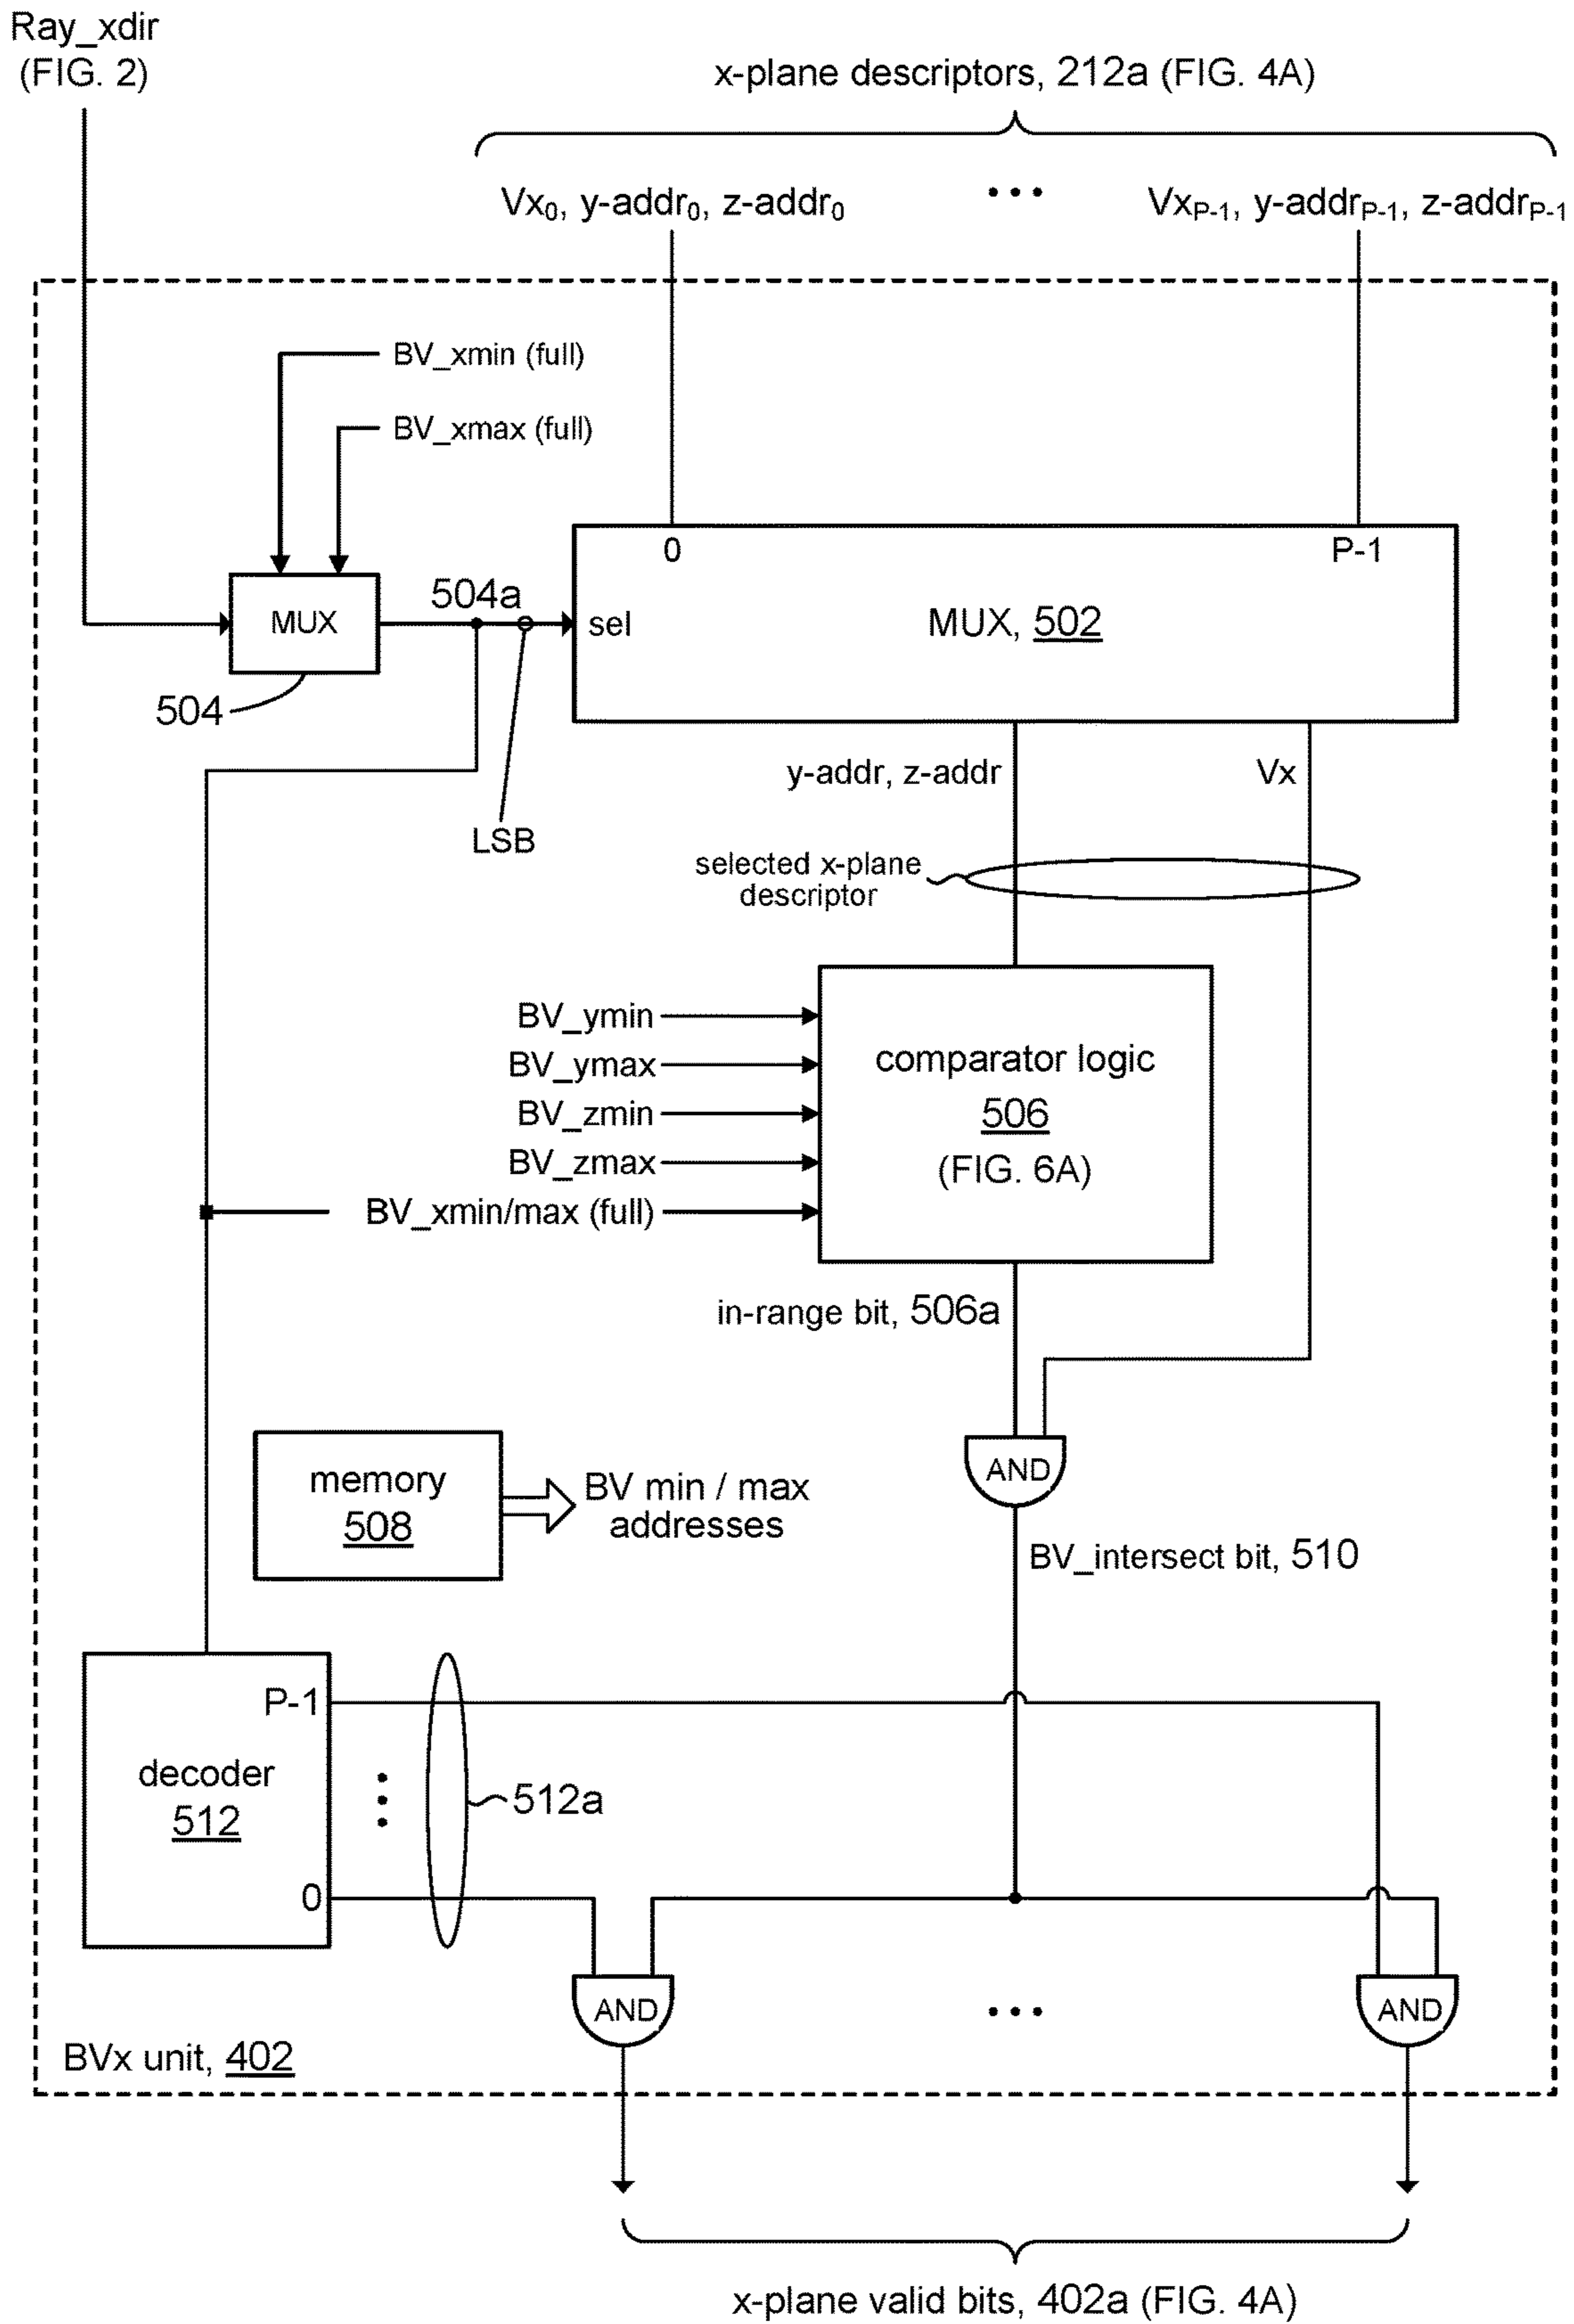 Ray_xdir
(FIG. 2)
x-plane descriptors, 212a (FIG. 4A)
Vx0, y-addr0, z-addr0
• • •
VxP-1, y-addrP-1, z-addrP-1
BV_xmin (full)
BV_xmax (full)
0
P-1
504a
MUX
sel
MUX, 502
504
y-addr, z-addr
Vx
LSB
selected x-plane
descriptor
BV_ymin
BV_ymax
BV_zmin
BV_zmax
BV_xmin/max (full)
comparator logic
506
(FIG. 6A)
in-range bit, 506a
AND
memory
508
BV min / max
addresses
BV_intersect bit, 510
P-1
decoder
512
0
512a
AND
• • •
AND
BVx unit, 402
x-plane valid bits, 402a (FIG. 4A)